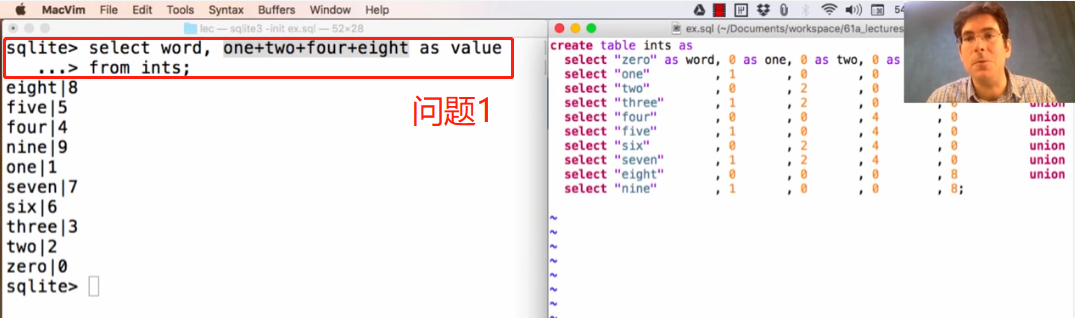 MacVim File Edit Tools Syntax Buffers Window Help
lec — sqlite3 -init ex.sql — 52×28
sqlite> select word, one+two+four+eight as value
...> from ints;
eight|8
five|5
four|4
nine|9
one|1
seven|7
six|6
three|3
two|2
zero|0
sqlite>
问题1
ex.sql (~/Documents/workspace/61a_lectures
create table ints as
select "zero" as word, 0 as one, 0 as two, 0 as
select "one" , 1 , 0 , 0
select "two" , 0 , 2 , 0
select "three" , 1 , 2 , 0 , 0 union
select "four" , 0 , 0 , 4 , 0 union
select "five" , 1 , 0 , 4 , 0 union
select "six" , 0 , 2 , 4 , 0 union
select "seven" , 1 , 2 , 4 , 0 union
select "eight" , 0 , 0 , 0 , 8 union
select "nine" , 1 , 0 , 0 , 8;
~
~
~
~
~
~
~